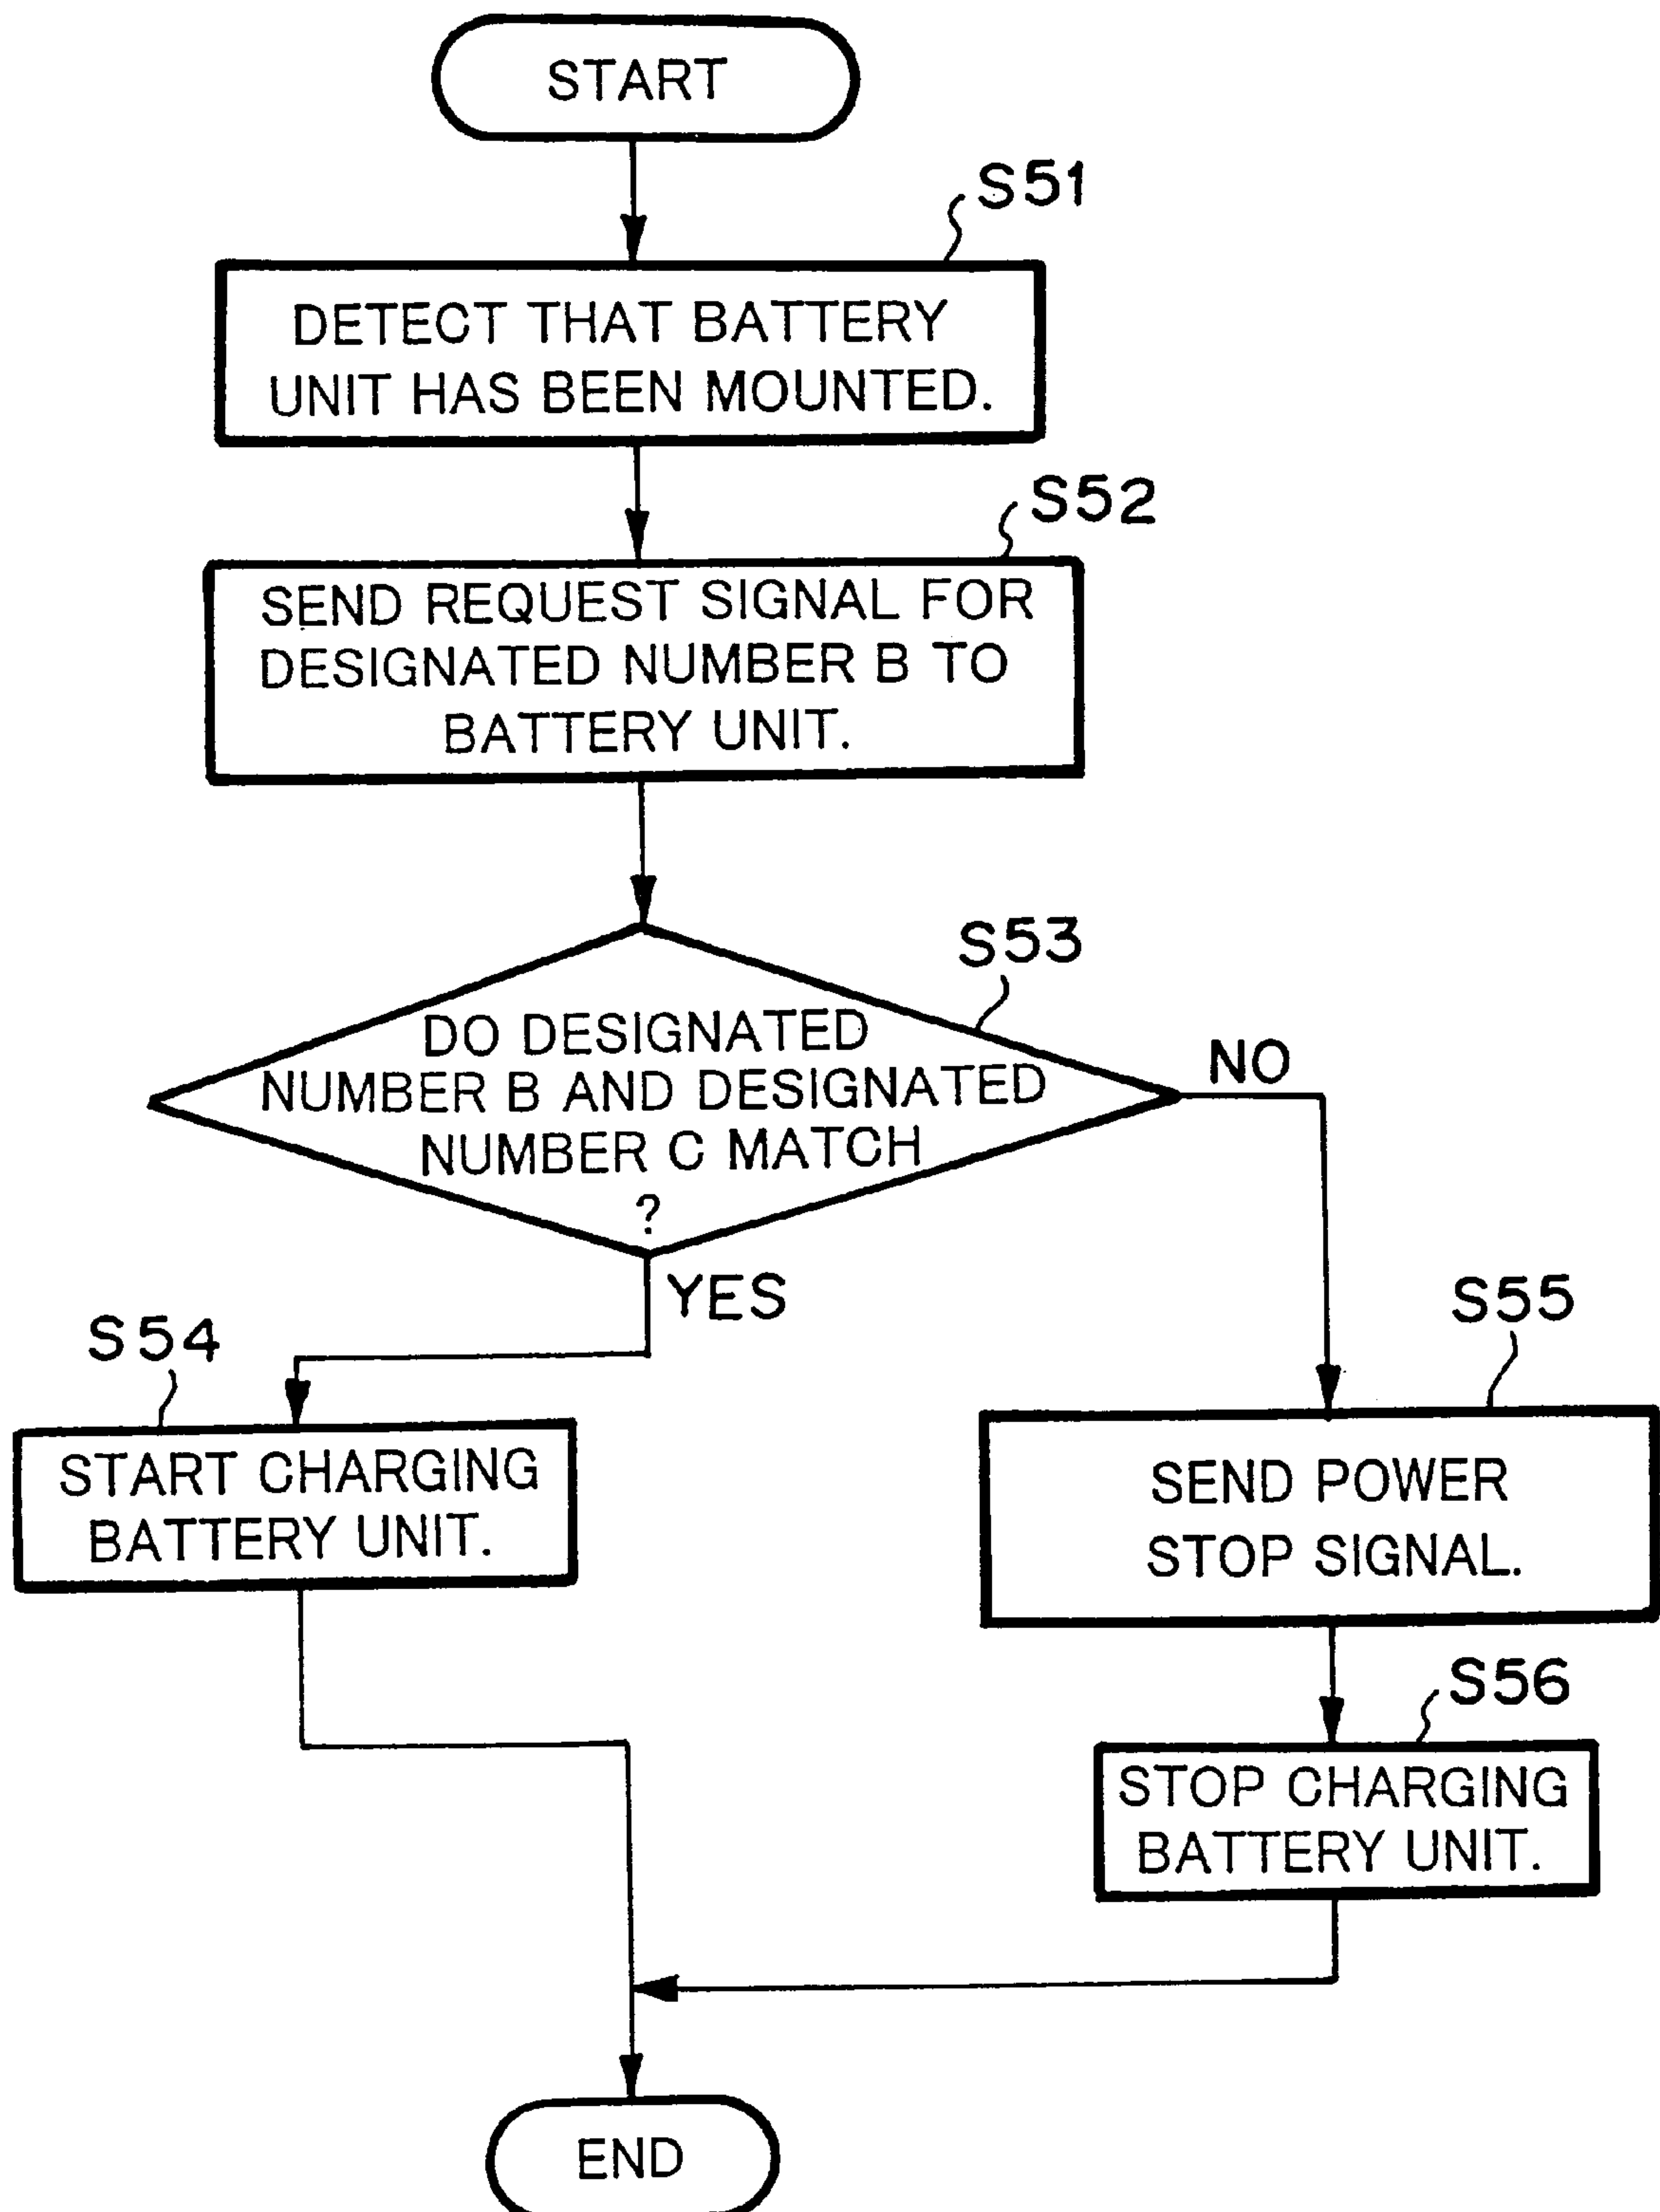 START
S51
DETECT THAT BATTERY
UNIT HAS BEEN MOUNTED.
S52
SEND REQUEST SIGNAL FOR
DESIGNATED NUMBER B TO
BATTERY UNIT.
S53
DO DESIGNATED
NUMBER B AND DESIGNATED
NUMBER C MATCH
?
NO
YES
S54
START CHARGING
BATTERY UNIT.
S55
SEND POWER
STOP SIGNAL.
S56
STOP CHARGING
BATTERY UNIT.
END